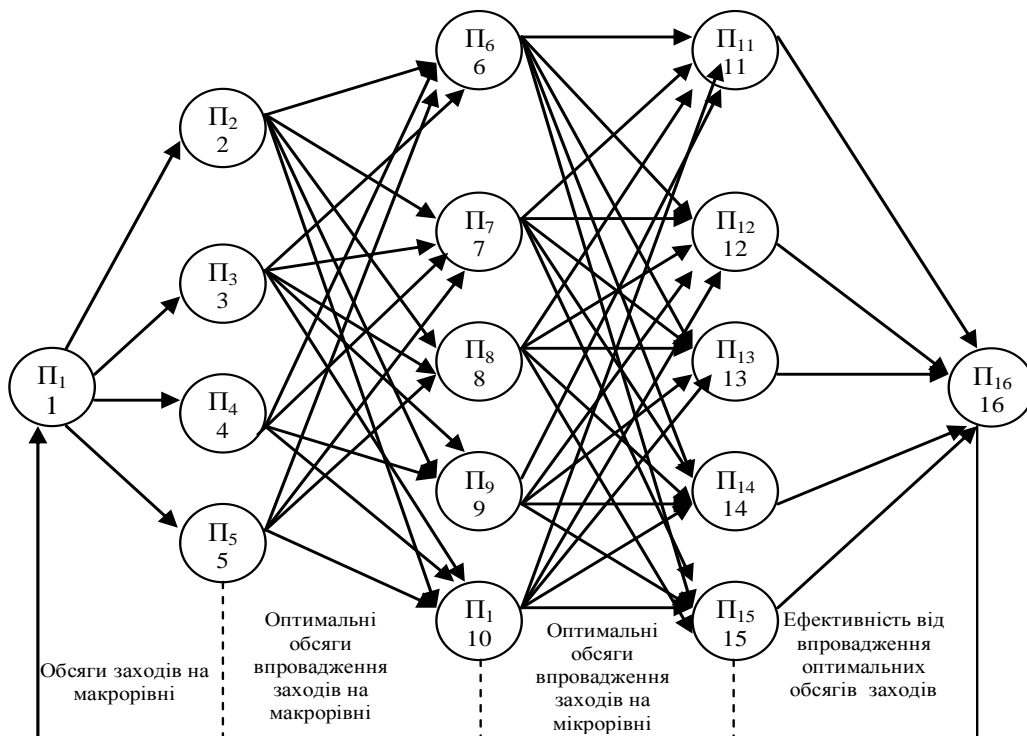 П₁
1
П₂
2
П₃
3
П₄
4
П₅
5
П₆
6
П₇
7
П₈
8
П₉
9
П₁
10
П₁₁
11
П₁₂
12
П₁₃
13
П₁₄
14
П₁₅
15
П₁₆
16
Обсяги заходів на
макрорівні
Оптимальні
обсяги
впровадження
заходів на
макрорівні
Оптимальні
обсяги
впровадження
заходів на
мікрорівні
Ефективність від
впровадження
оптимальних
обсягів заходів